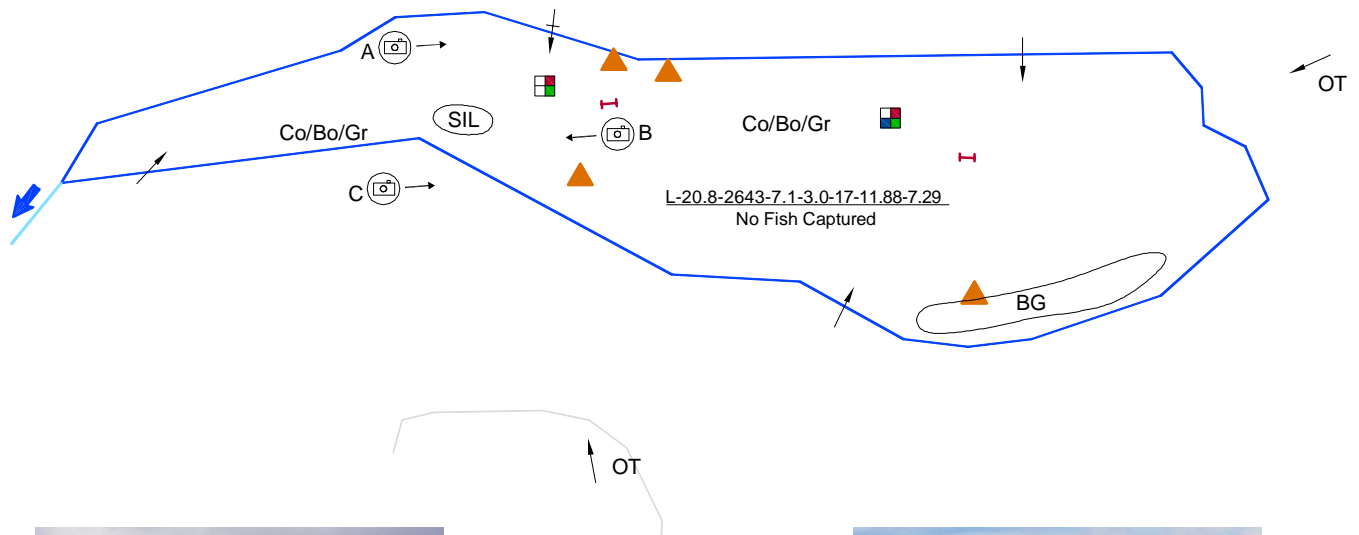 A
OT
SIL
Co/Bo/Gr
B
Co/Bo/Gr
C
L-20.8-2643-7.1-3.0-17-11.88-7.29
No Fish Captured
BG
OT